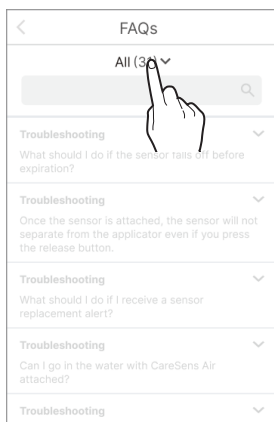 FAQs
All (31)
Troubleshooting
What should I do if the sensor falls off before
expiration?
Troubleshooting
Once the sensor is attached, the sensor will not
separate from the applicator even if you press
the release button.
Troubleshooting
What should I do if I receive a sensor
replacement alert?
Troubleshooting
Can I go in the water with CareSens Air
attached?
Troubleshooting